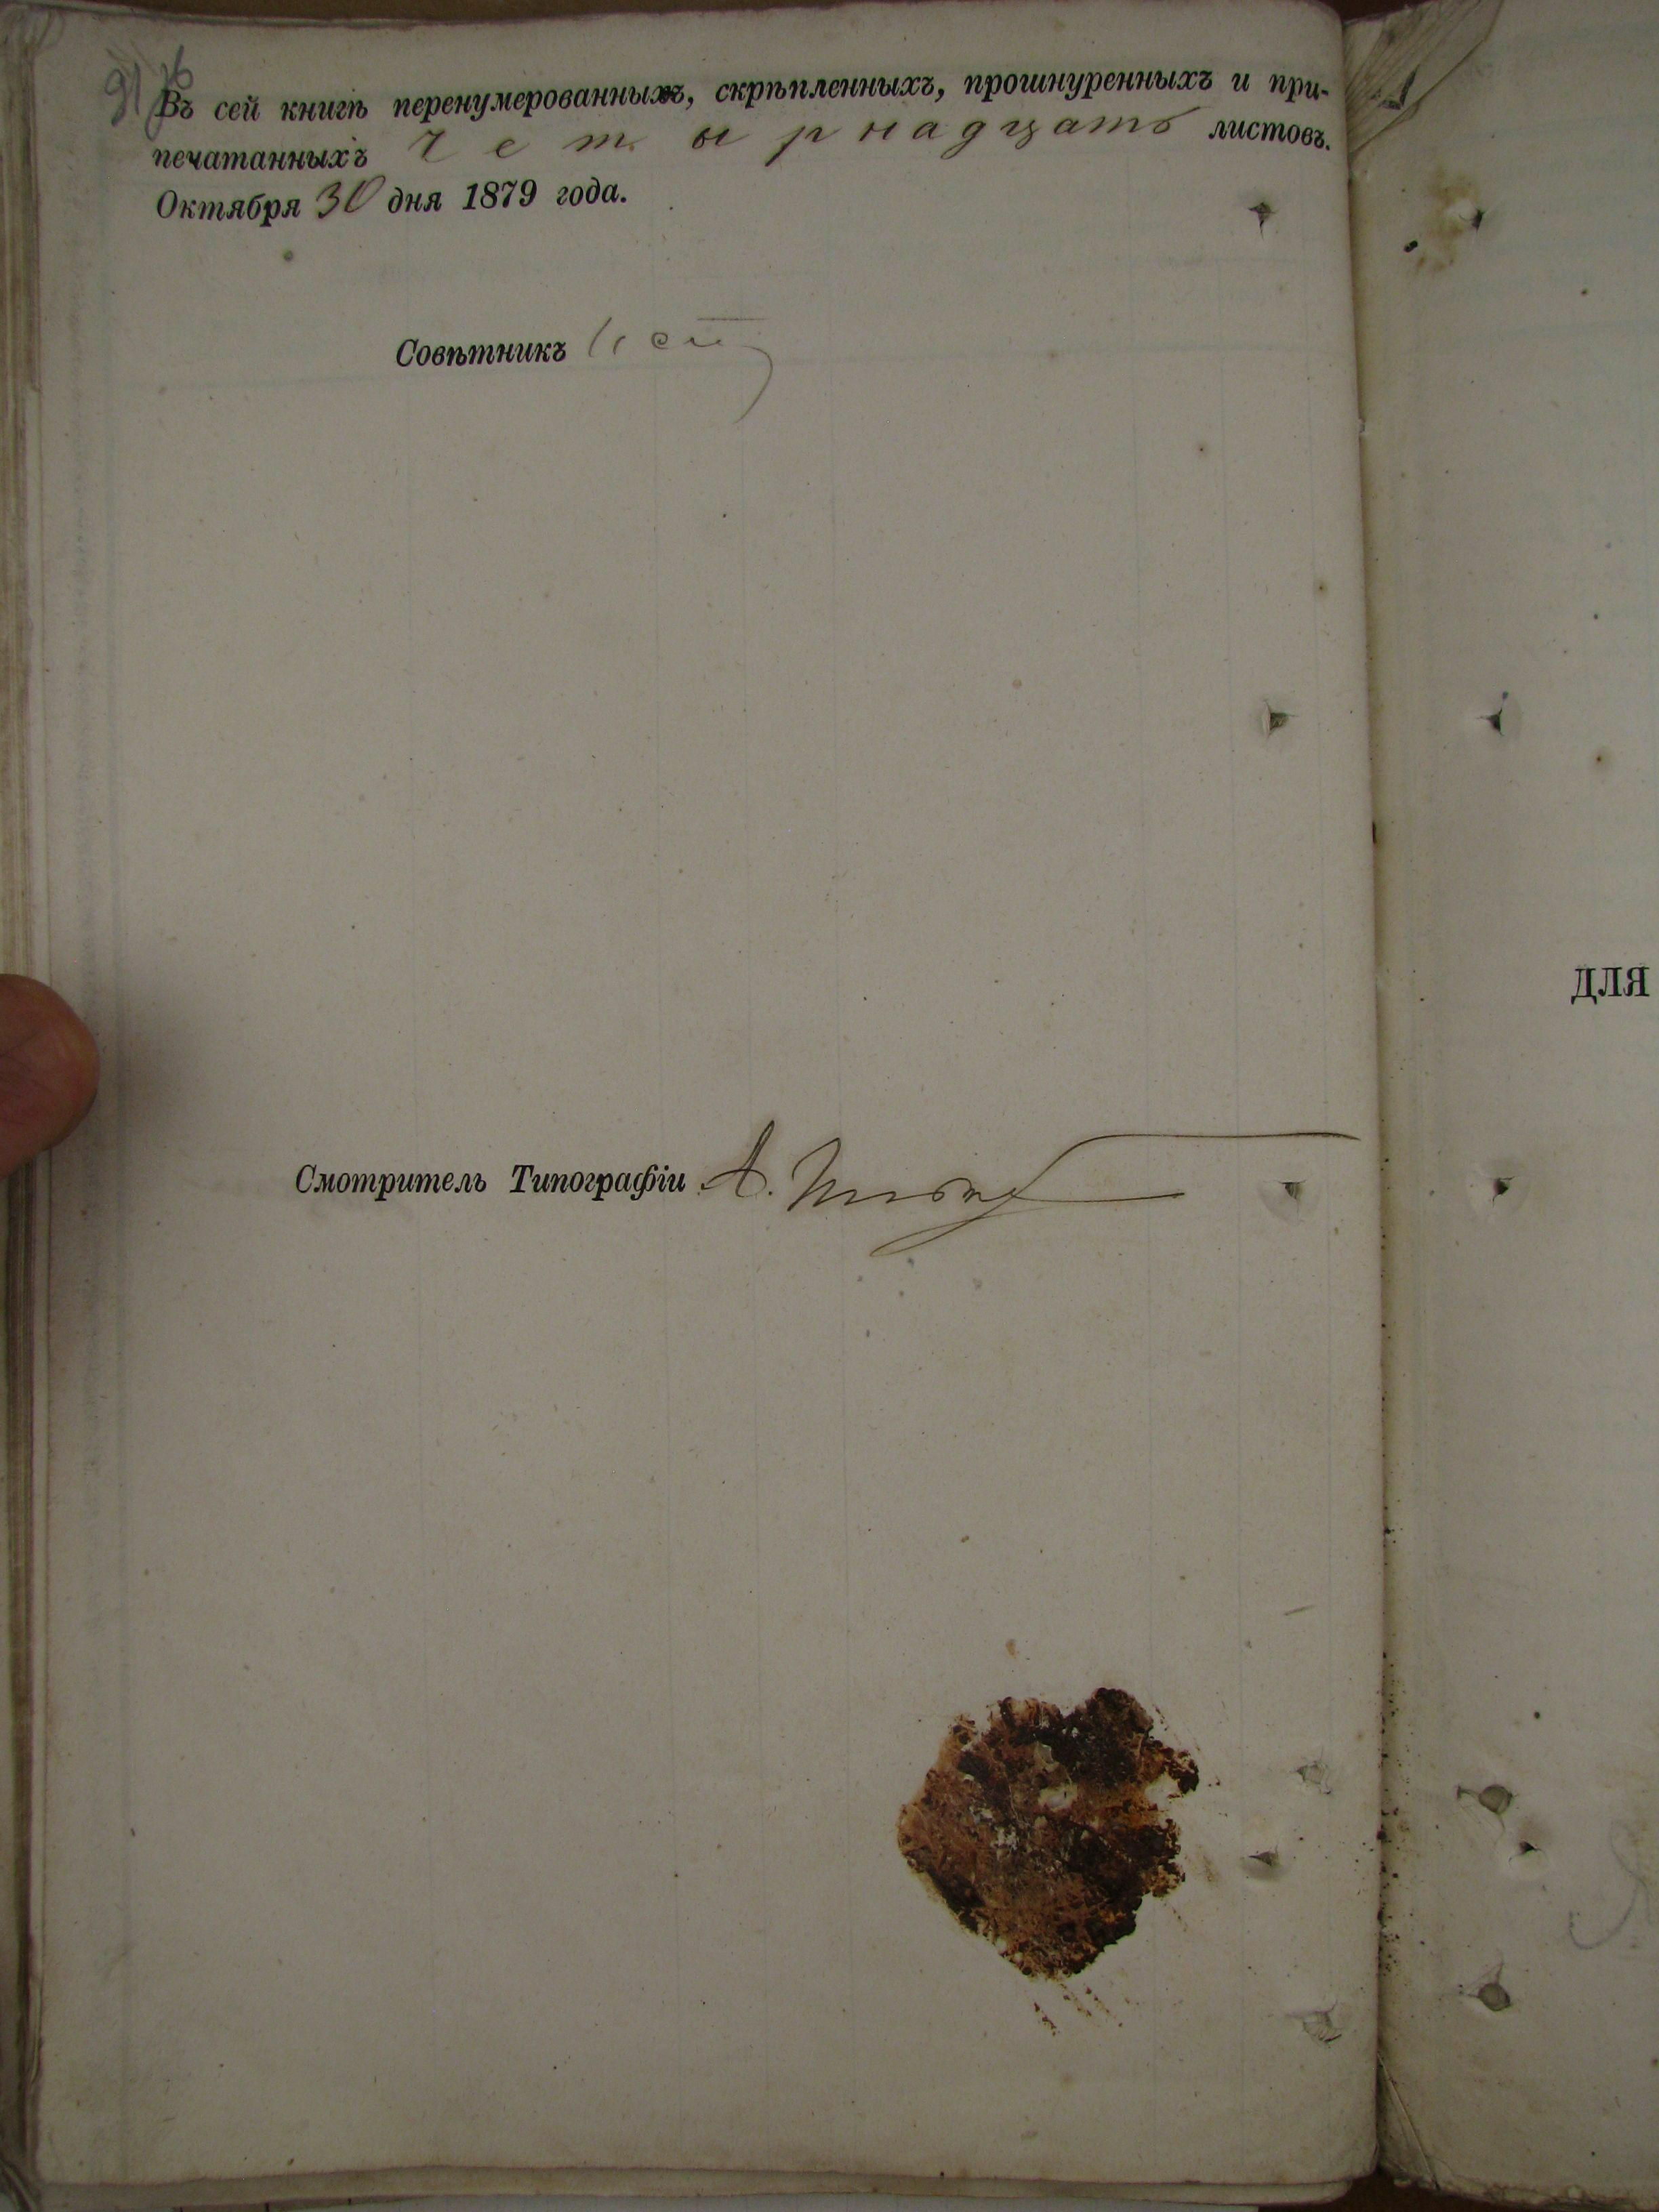 Въ сей книгѣ перенумерованныхъ, скрѣпленныхъ, прошнуренныхъ и при-
печатанныхъ четырнадцать листовъ.
Октября 30 дня 1879 года.
Совѣтникъ
Смотритель Типографіи А.
ДЛЯ